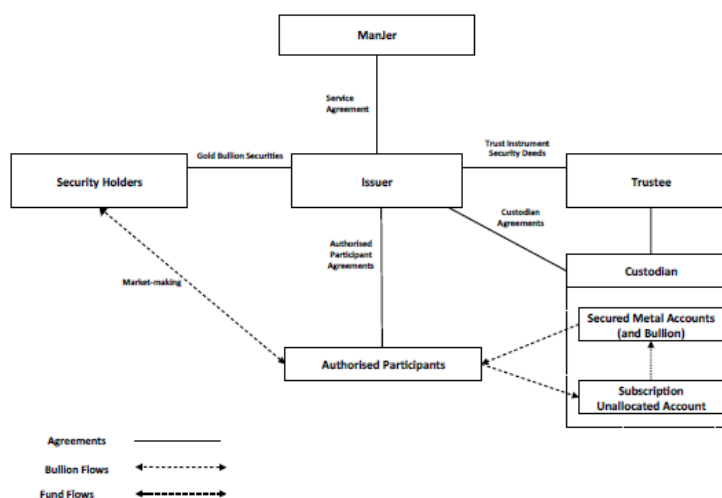 ManJer
Service
Agreement
Gold Bullion Securities
Trust Instrument
Security Deeds
Security Holders
Issuer
Trustee
Custodian
Agreements
Authorised
Participant
Agreements
Custodian
Market-making
Secured Metal Accounts
(and Bullion)
Authorised Participants
Subscription
Unallocated Account
Agreements
Bullion Flows
Fund Flows